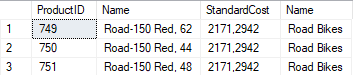 ProductID Name StandardCost Name
1 749 Road-150 Red, 62 2171,2942 Road Bikes
2 750 Road-150 Red, 44 2171,2942 Road Bikes
3 751 Road-150 Red, 48 2171,2942 Road Bikes